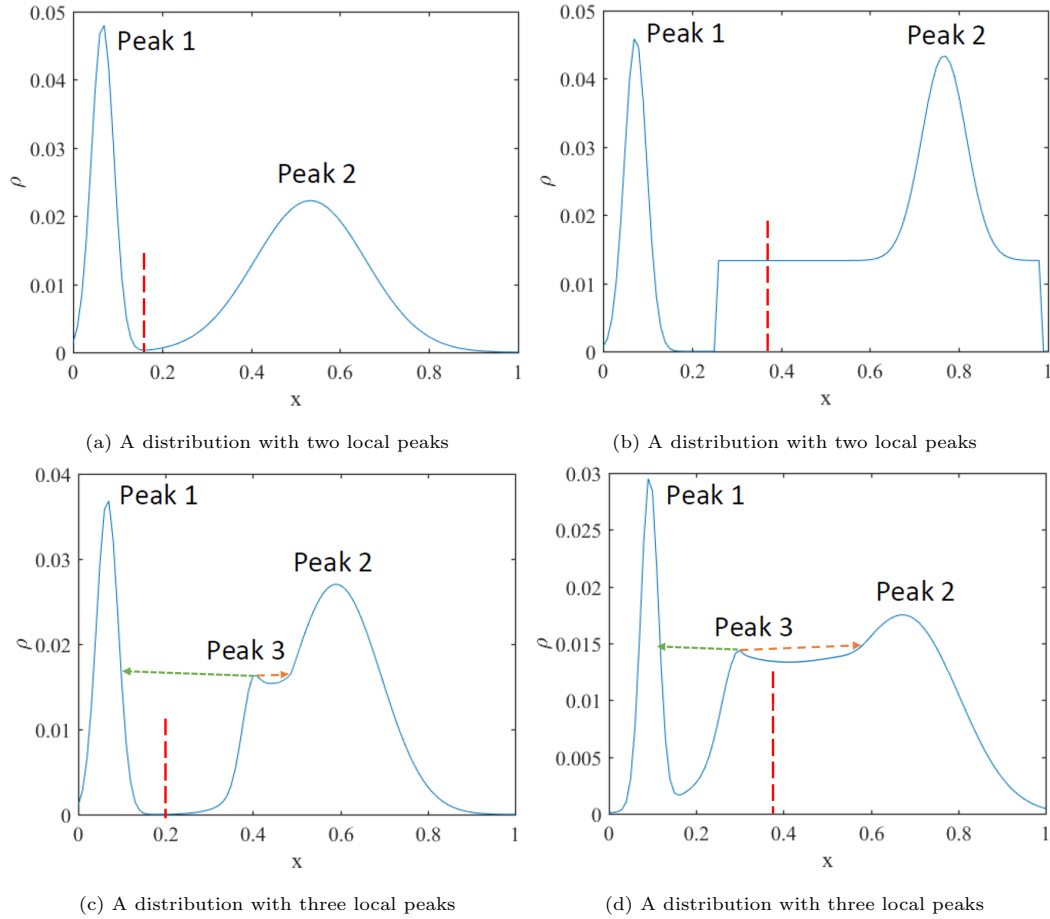 0.05
0.04
0.03
0.02
0.01
0
ρ
Peak 1
Peak 2
0 0.2 0.4 0.6 0.8 1
x
(a) A distribution with two local peaks
0.05
0.04
0.03
0.02
0.01
0
ρ
Peak 1
Peak 2
0 0.2 0.4 0.6 0.8 1
x
(b) A distribution with two local peaks
0.04
0.03
0.02
0.01
0
ρ
Peak 1
Peak 2
Peak 3
0 0.2 0.4 0.6 0.8 1
x
(c) A distribution with three local peaks
0.03
0.025
0.02
0.015
0.01
0.005
0
ρ
Peak 1
Peak 2
Peak 3
0 0.2 0.4 0.6 0.8 1
x
(d) A distribution with three local peaks